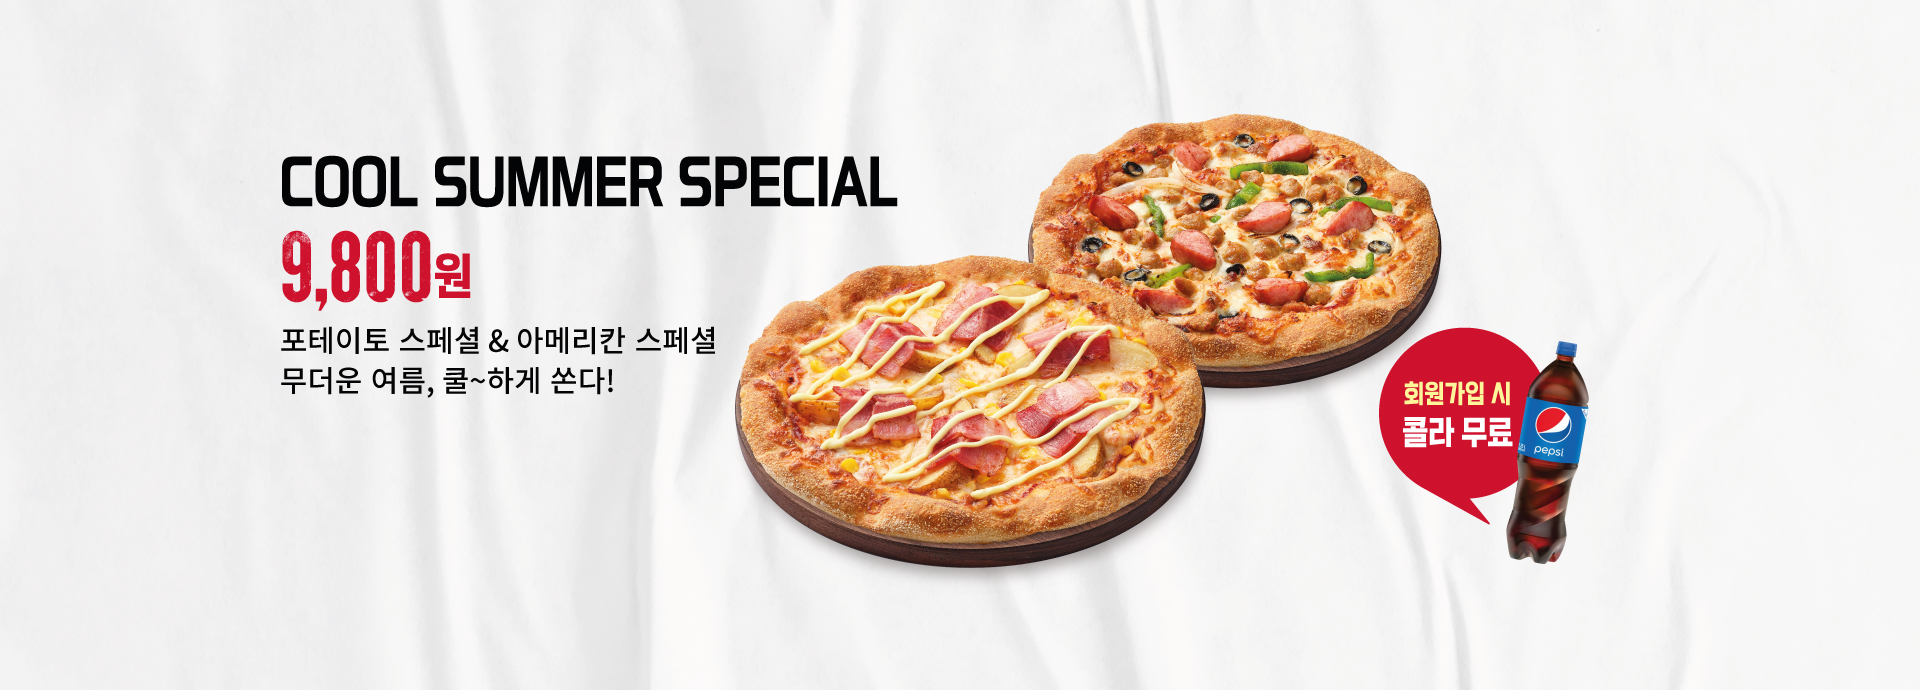 COOL SUMMER SPECIAL
9,800원
포테이토 스페셜 & 아메리칸 스페셜
무더운 여름, 쿨~하게 쏜다!
회원가입 시
콜라 무료
pepsi